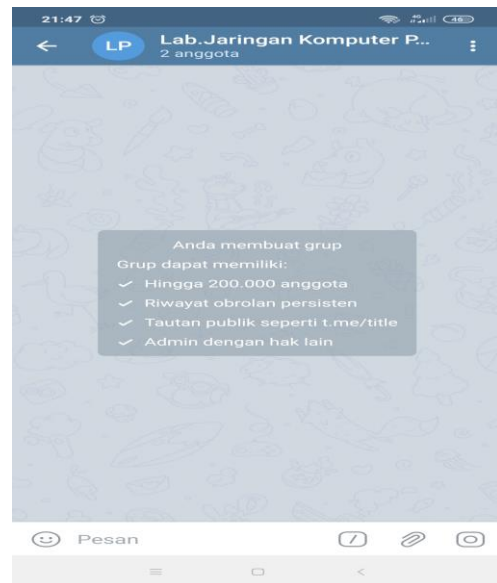 21:47
46
LP
Lab.Jaringan Komputer P...
2 anggota
Anda membuat grup
Grup dapat memiliki:
Hingga 200.000 anggota
Riwayat obrolan persisten
Tautan publik seperti t.me/title
Admin dengan hak lain
Pesan